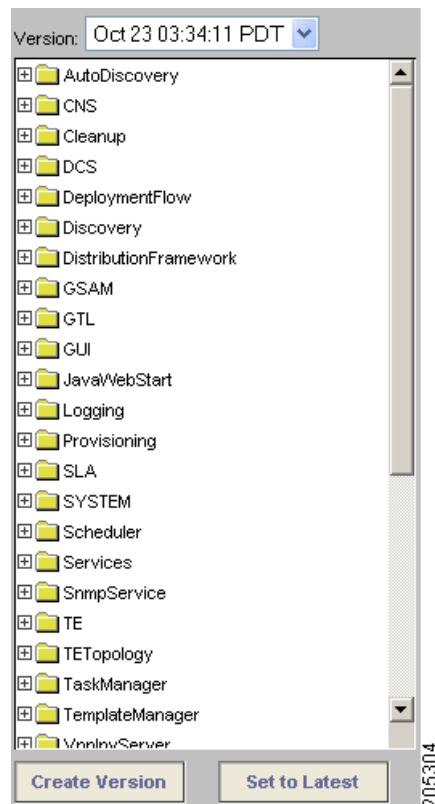 Version: Oct 23 03:34:11 PDT
AutoDiscovery
CNS
Cleanup
DCS
DeploymentFlow
Discovery
DistributionFramework
GSAM
GTL
GUI
JavaWebStart
Logging
Provisioning
SLA
SYSTEM
Scheduler
Services
SnmpService
TE
TETopology
TaskManager
TemplateManager
VpnInvServer
Create Version Set to Latest
205304